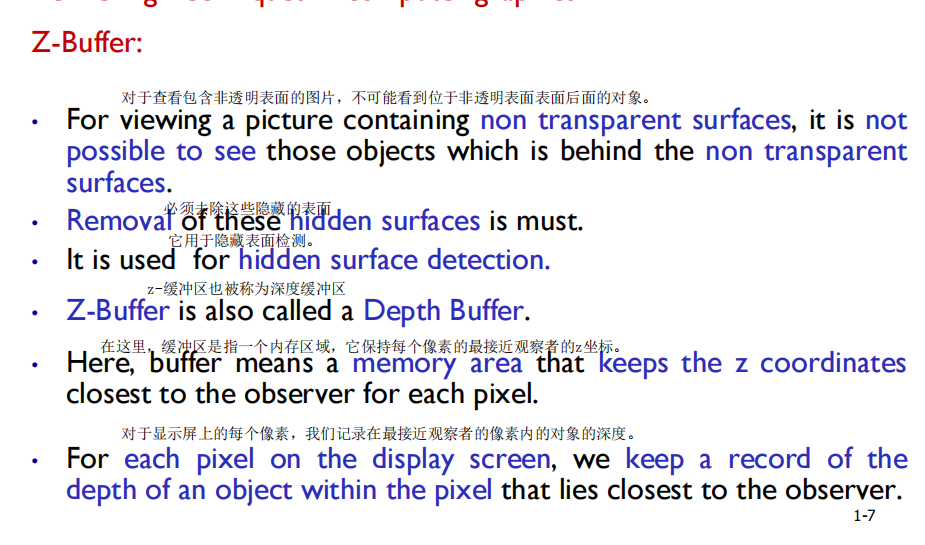 Z-Buffer:
对于查看包含非透明表面的图片，不可能看到位于非透明表面表面后面的对象。
• For viewing a picture containing non transparent surfaces, it is not
possible to see those objects which is behind the non transparent
surfaces.
必须去除这些隐藏的表面
• Removal of these hidden surfaces is must.
它用于隐藏表面检测。
• It is used for hidden surface detection.
z-缓冲区也被称为深度缓冲区
• Z-Buffer is also called a Depth Buffer.
在这里，缓冲区是指一个内存区域，它保持每个像素的最接近观察者的z坐标。
• Here, buffer means a memory area that keeps the z coordinates
closest to the observer for each pixel.
对于显示屏上的每个像素，我们记录在最接近观察者的像素内的对象的深度。
• For each pixel on the display screen, we keep a record of the
depth of an object within the pixel that lies closest to the observer.
1-7